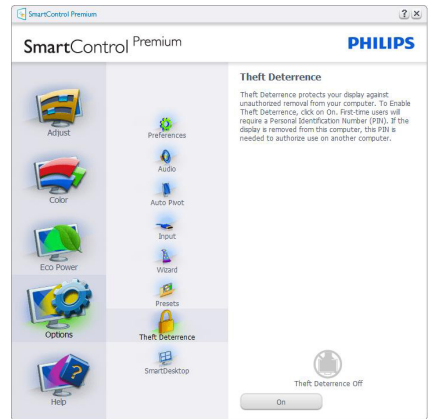 SmartControl Premium
SmartControl Premium
PHILIPS
Adjust
Color
Eco Power
Options
Help
Preferences
Audio
Auto Pivot
Input
Wizard
Presets
Theft Deterrence
SmartDesktop
Theft Deterrence
Theft Deterrence protects your display against
unauthorized removal from your computer. To Enable
Theft Deterrence, click on On. First-time users will
require a Personal Identification Number (PIN). If the
display is removed from this computer, this PIN is
needed to authorize use on another computer.
Theft Deterrence Off
On